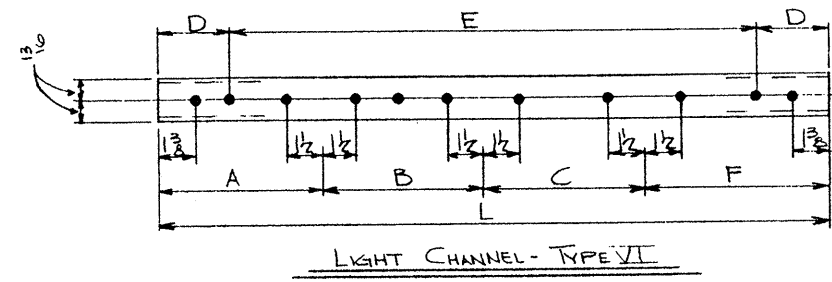 D E D
13/16
1 3/8 1 1/2 1 1/2 1 1/2 1 1/2 1 1/2 1 1/2 1 3/8
A B C F
L
LIGHT CHANNEL - TYPE VI